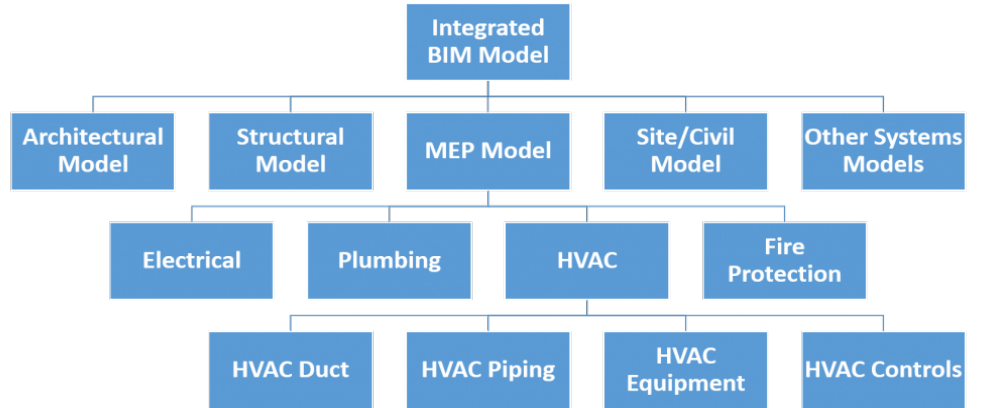 Integrated
BIM Model
Architectural
Model
Structural
Model
MEP Model
Site/Civil
Model
Other Systems
Models
Electrical
Plumbing
HVAC
Fire
Protection
HVAC Duct
HVAC Piping
HVAC
Equipment
HVAC Controls